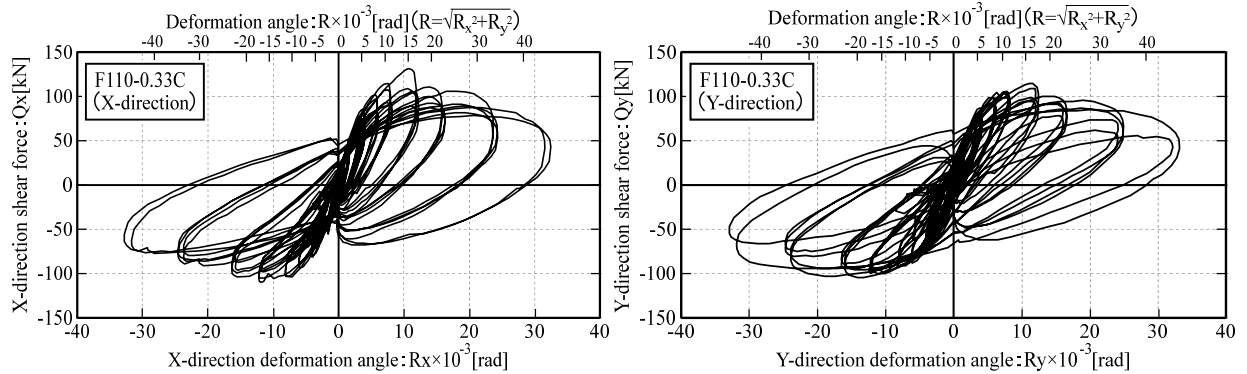 Deformation angle:R×10⁻³[rad](R=√Rx²+Ry²)
-40 -30 -20 -15 -10 -5 0 5 10 15 20 30 40
F110-0.33C
(X-direction)
X-direction shear force:Qx[kN]
150
100
50
0
-50
-100
-150
-40 -30 -20 -10 0 10 20 30 40
X-direction deformation angle:Rx×10⁻³[rad]
Deformation angle:R×10⁻³[rad](R=√Rx²+Ry²)
-40 -30 -20 -15 -10 -5 0 5 10 15 20 30 40
F110-0.33C
(Y-direction)
Y-direction shear force:Qy[kN]
150
100
50
0
-50
-100
-150
-40 -30 -20 -10 0 10 20 30 40
Y-direction deformation angle:Ry×10⁻³[rad]